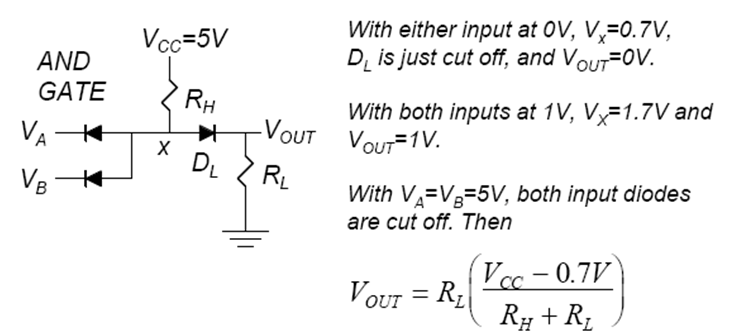 V_CC=5V
AND
GATE
R_H
V_A
X
D_L
V_OUT
V_B
R_L
With either input at 0V, V_x=0.7V,
D_L is just cut off, and V_OUT=0V.
With both inputs at 1V, V_X=1.7V and
V_OUT=1V.
With V_A=V_B=5V, both input diodes
are cut off. Then
V_OUT = R_L((V_CC − 0.7V)/(R_H + R_L))